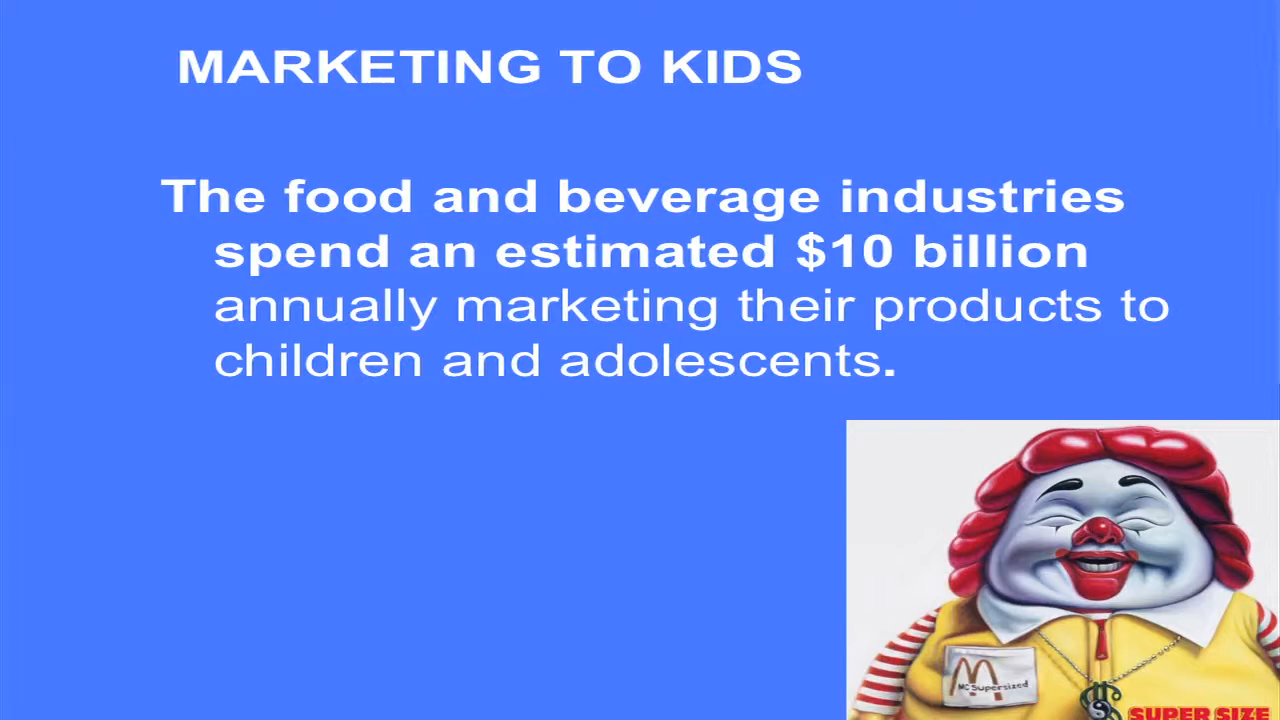 MARKETING TO KIDS
The food and beverage industries
spend an estimated $10 billion
annually marketing their products to
children and adolescents.
MC Supersized
SUPER SIZE